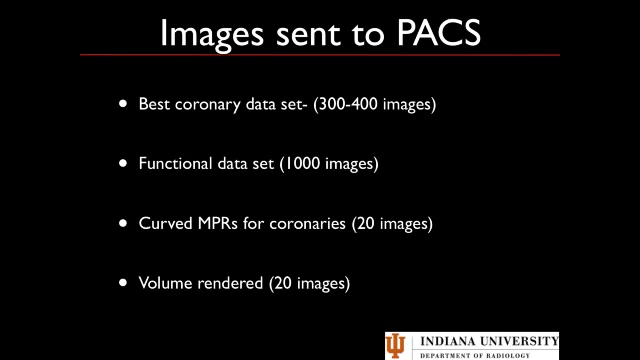 Images sent to PACS
• Best coronary data set- (300-400 images)
• Functional data set (1000 images)
• Curved MPRs for coronaries (20 images)
• Volume rendered (20 images)
INDIANA UNIVERSITY
DEPARTMENT OF RADIOLOGY